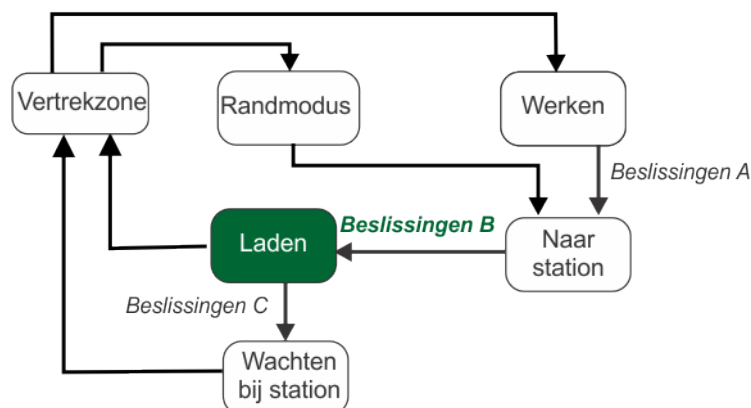 Vertrekzone
Randmodus
Werken
Beslissingen A
Beslissingen B
Laden
Naar
station
Beslissingen C
Wachten
bij station